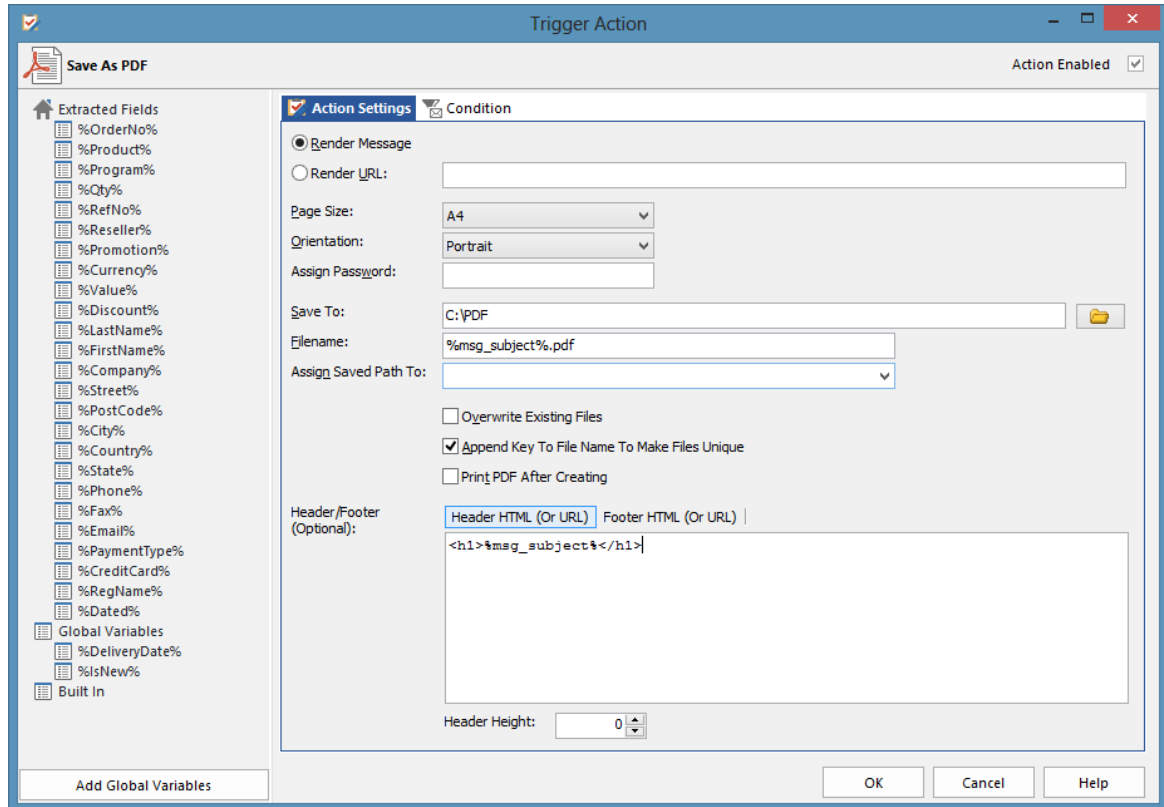 Trigger Action
Save As PDF
Action Enabled
Extracted Fields
%OrderNo%
%Product%
%Program%
%Qty%
%RefNo%
%Reseller%
%Promotion%
%Currency%
%Value%
%Discount%
%LastName%
%FirstName%
%Company%
%Street%
%PostCode%
%City%
%Country%
%State%
%Phone%
%Fax%
%Email%
%PaymentType%
%CreditCard%
%RegName%
%Dated%
Global Variables
%DeliveryDate%
%IsNew%
Built In
Add Global Variables
Action Settings Condition
Render Message
Render URL:
Page Size: A4
Orientation: Portrait
Assign Password:
Save To: C:\PDF
Filename: %msg_subject%.pdf
Assign Saved Path To:
Overwrite Existing Files
Append Key To File Name To Make Files Unique
Print PDF After Creating
Header/Footer
(Optional):
Header HTML (Or URL) Footer HTML (Or URL)
<h1>%msg_subject%</h1>
Header Height: 0
OK Cancel Help